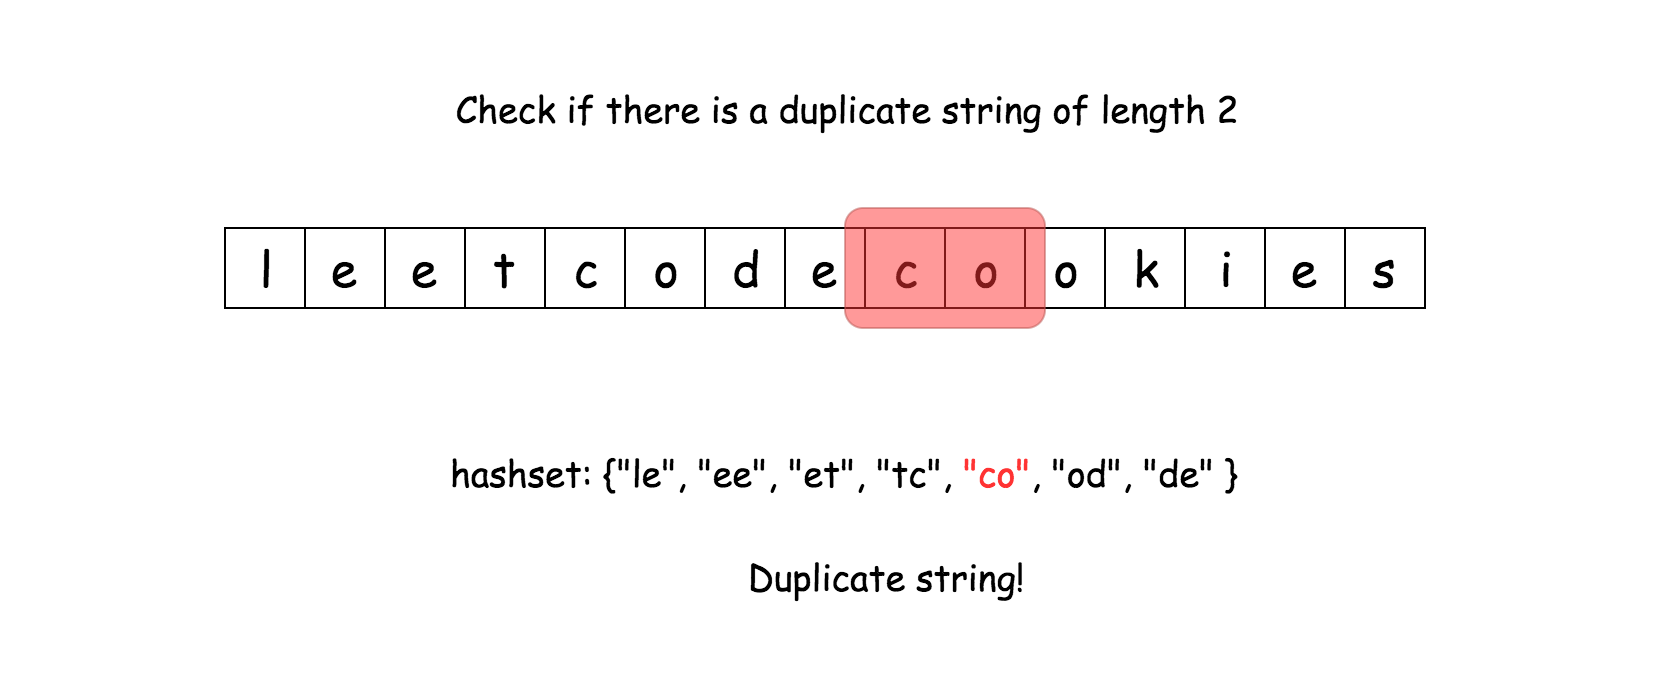 Check if there is a duplicate string of length 2
l e e t c o d e c o o k i e s
hashset: {"le", "ee", "et", "tc", "co", "od", "de" }
Duplicate string!